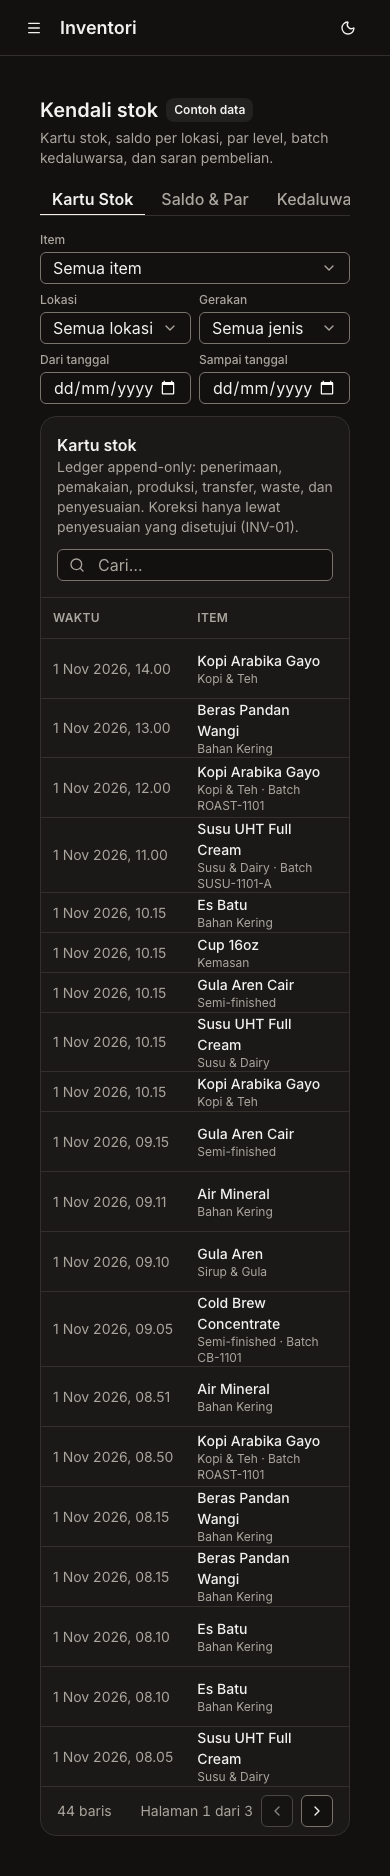 Inventori
Kendali stok
Contoh data
Kartu stok, saldo per lokasi, par level, batch
kedaluwarsa, dan saran pembelian.
Kartu Stok
Saldo & Par
Kedaluwa
Item
Semua item
Lokasi
Gerakan
Semua lokasi
Semua jenis
Dari tanggal
Sampai tanggal
dd/mm/yyyy
dd/mm/yyyy
Kartu stok
Ledger append-only: penerimaan,
pemakaian, produksi, transfer, waste, dan
penyesuaian. Koreksi hanya lewat
penyesuaian yang disetujui (INV-01).
Cari...
WAKTU
ITEM
1 Nov 2026, 14.00
Kopi Arabika Gayo
Kopi & Teh
1 Nov 2026, 13.00
Beras Pandan
Wangi
Bahan Kering
1 Nov 2026, 12.00
Kopi Arabika Gayo
Kopi & Teh · Batch
ROAST-1101
1 Nov 2026, 11.00
Susu UHT Full
Cream
Susu & Dairy · Batch
SUSU-1101-A
1 Nov 2026, 10.15
Es Batu
Bahan Kering
1 Nov 2026, 10.15
Cup 16oz
Kemasan
1 Nov 2026, 10.15
Gula Aren Cair
Semi-finished
1 Nov 2026, 10.15
Susu UHT Full
Cream
Susu & Dairy
1 Nov 2026, 10.15
Kopi Arabika Gayo
Kopi & Teh
1 Nov 2026, 09.15
Gula Aren Cair
Semi-finished
1 Nov 2026, 09.11
Air Mineral
Bahan Kering
1 Nov 2026, 09.10
Gula Aren
Sirup & Gula
1 Nov 2026, 09.05
Cold Brew
Concentrate
Semi-finished · Batch
CB-1101
1 Nov 2026, 08.51
Air Mineral
Bahan Kering
1 Nov 2026, 08.50
Kopi Arabika Gayo
Kopi & Teh · Batch
ROAST-1101
1 Nov 2026, 08.15
Beras Pandan
Wangi
Bahan Kering
1 Nov 2026, 08.15
Beras Pandan
Wangi
Bahan Kering
1 Nov 2026, 08.10
Es Batu
Bahan Kering
1 Nov 2026, 08.10
Es Batu
Bahan Kering
1 Nov 2026, 08.05
Susu UHT Full
Cream
Susu & Dairy
44 baris
Halaman 1 dari 3